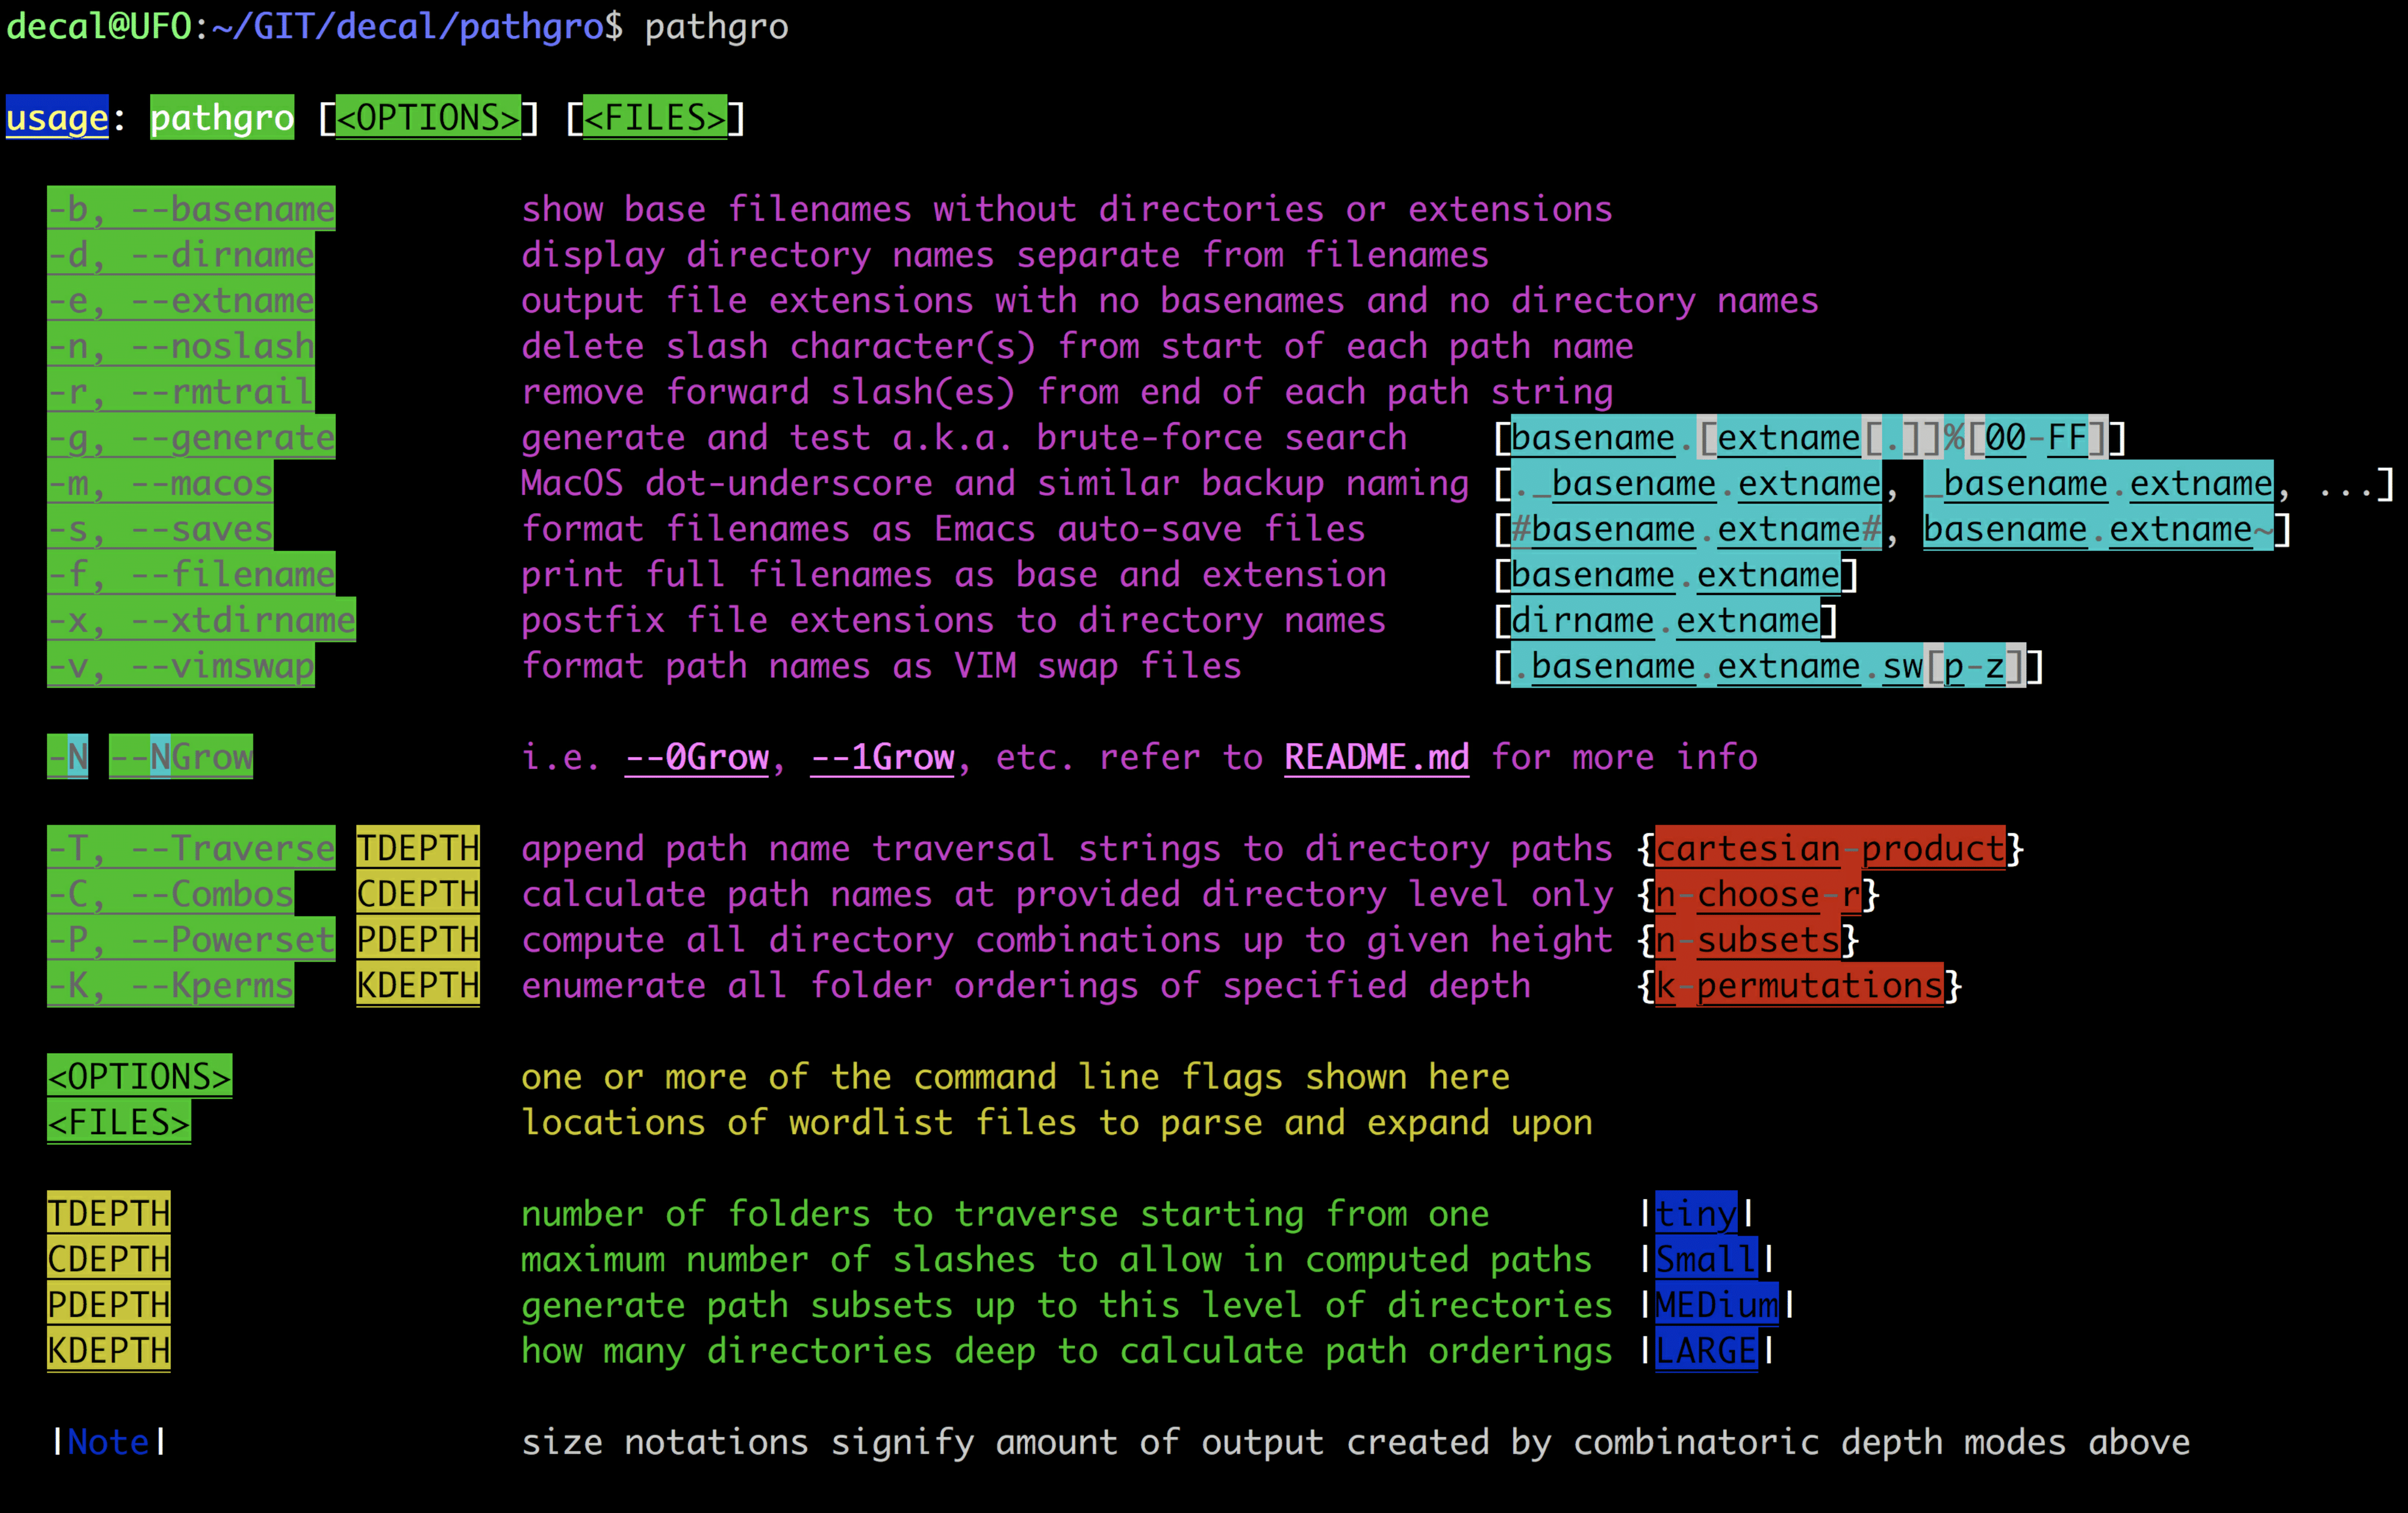 decal@UFO:~/GIT/decal/pathgro$ pathgro
usage: pathgro [<OPTIONS>] [<FILES>]
-b, --basename show base filenames without directories or extensions
-d, --dirname display directory names separate from filenames
-e, --extname output file extensions with no basenames and no directory names
-n, --noslash delete slash character(s) from start of each path name
-r, --rmtrail remove forward slash(es) from end of each path string
-g, --generate generate and test a.k.a. brute-force search [basename.[extname[.]]%[00-FF]]
-m, --macos MacOS dot-underscore and similar backup naming [._basename.extname, _basename.extname, ...]
-s, --saves format filenames as Emacs auto-save files [#basename.extname#, basename.extname~]
-f, --filename print full filenames as base and extension [basename.extname]
-x, --xtdirname postfix file extensions to directory names [dirname.extname]
-v, --vimswap format path names as VIM swap files [.basename.extname.sw[p-z]]
-N --NGrow i.e. --0Grow, --1Grow, etc. refer to README.md for more info
-T, --Traverse TDEPTH append path name traversal strings to directory paths {cartesian-product}
-C, --Combos CDEPTH calculate path names at provided directory level only {n-choose-r}
-P, --Powerset PDEPTH compute all directory combinations up to given height {n-subsets}
-K, --Kperms KDEPTH enumerate all folder orderings of specified depth {k-permutations}
<OPTIONS> one or more of the command line flags shown here
<FILES> locations of wordlist files to parse and expand upon
TDEPTH number of folders to traverse starting from one |tiny|
CDEPTH maximum number of slashes to allow in computed paths |Small|
PDEPTH generate path subsets up to this level of directories |MEDium|
KDEPTH how many directories deep to calculate path orderings |LARGE|
|Note| size notations signify amount of output created by combinatoric depth modes above